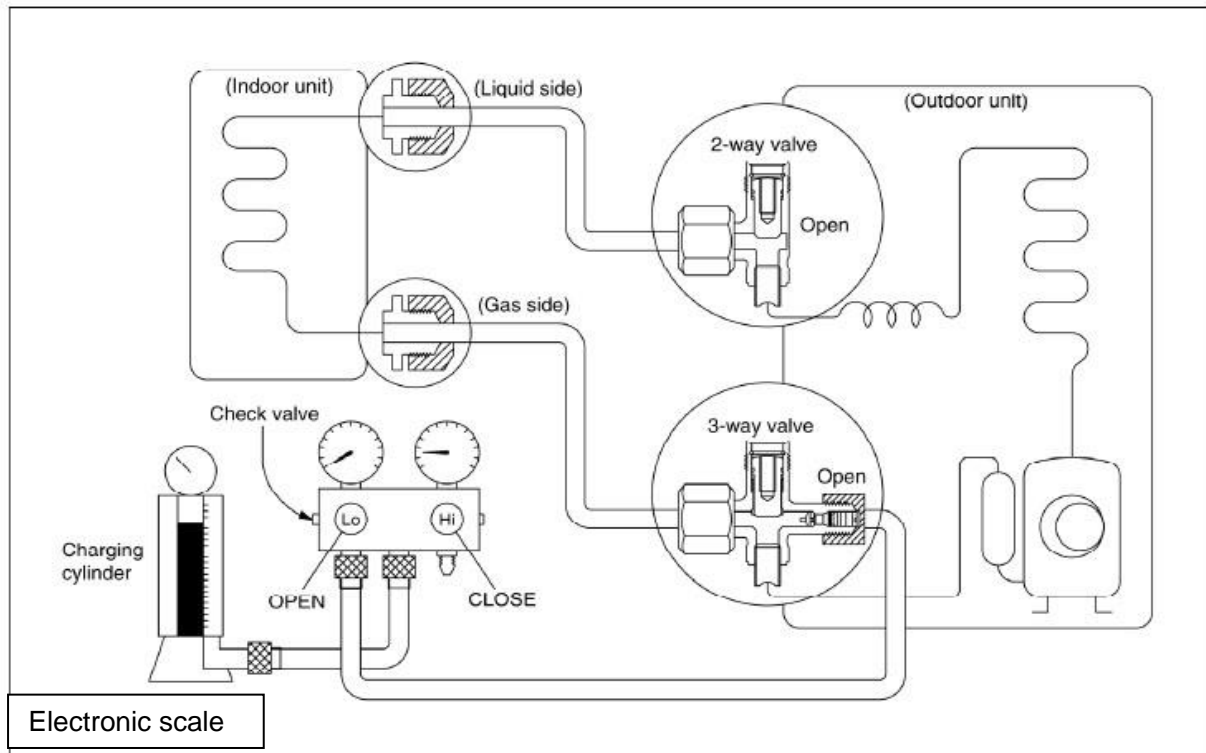 (Indoor unit)
(Liquid side)
(Outdoor unit)
2-way valve
Open
(Gas side)
Check valve
3-way valve
Open
Lo
Hi
Charging
cylinder
OPEN
CLOSE
Electronic scale